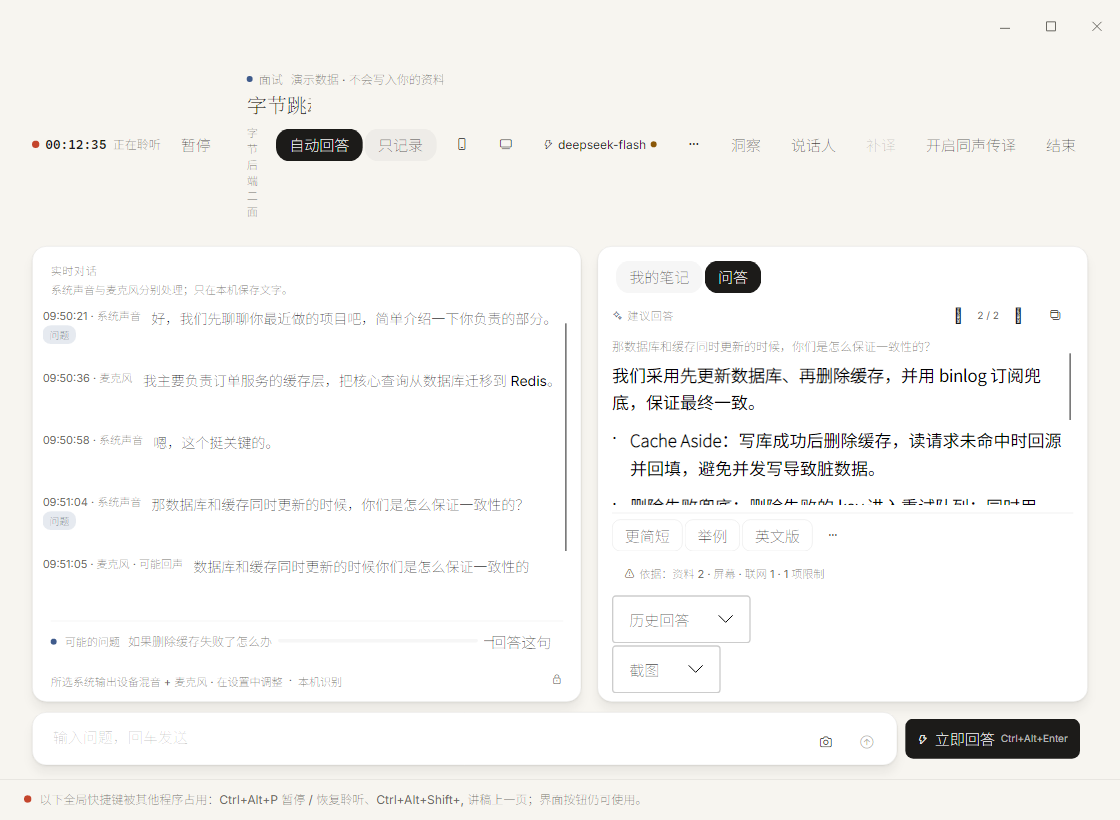 面试 演示数据 · 不会写入你的资料
字节跳
00:12:35 正在聆听 暂停
字节后端二面
自动回答 只记录 deepseek-flash ··· 洞察 说话人 补译 开启同声传译 结束
实时对话
系统声音与麦克风分别处理；只在本机保存文字。
09:50:21 · 系统声音 好，我们先聊聊你最近做的项目吧，简单介绍一下你负责的部分。
问题
09:50:36 · 麦克风 我主要负责订单服务的缓存层，把核心查询从数据库迁移到 Redis。
09:50:58 · 系统声音 嗯，这个挺关键的。
09:51:04 · 系统声音 那数据库和缓存同时更新的时候，你们是怎么保证一致性的？
问题
09:51:05 · 麦克风 · 可能回声 数据库和缓存同时更新的时候你们是怎么保证一致性的
可能的问题 如果删除缓存失败了怎么办 回答这句
所选系统输出设备混音 + 麦克风 · 在设置中调整 · 本机识别
我的笔记 问答
建议回答 2 / 2
那数据库和缓存同时更新的时候，你们是怎么保证一致性的？
我们采用先更新数据库、再删除缓存，并用 binlog 订阅兜
底，保证最终一致。
· Cache Aside：写库成功后删除缓存，读请求未命中时回源
并回填，避免并发写导致脏数据。
· 删除失败兜底：删除失败的 key 进入重试队列；同时用
更简短 举例 英文版 ···
依据：资料 2 · 屏幕 · 联网 1 · 1 项限制
历史回答
截图
输入问题，回车发送
立即回答 Ctrl+Alt+Enter
以下全局快捷键被其他程序占用：Ctrl+Alt+P 暂停 / 恢复聆听、Ctrl+Alt+Shift+, 讲稿上一页；界面按钮仍可使用。